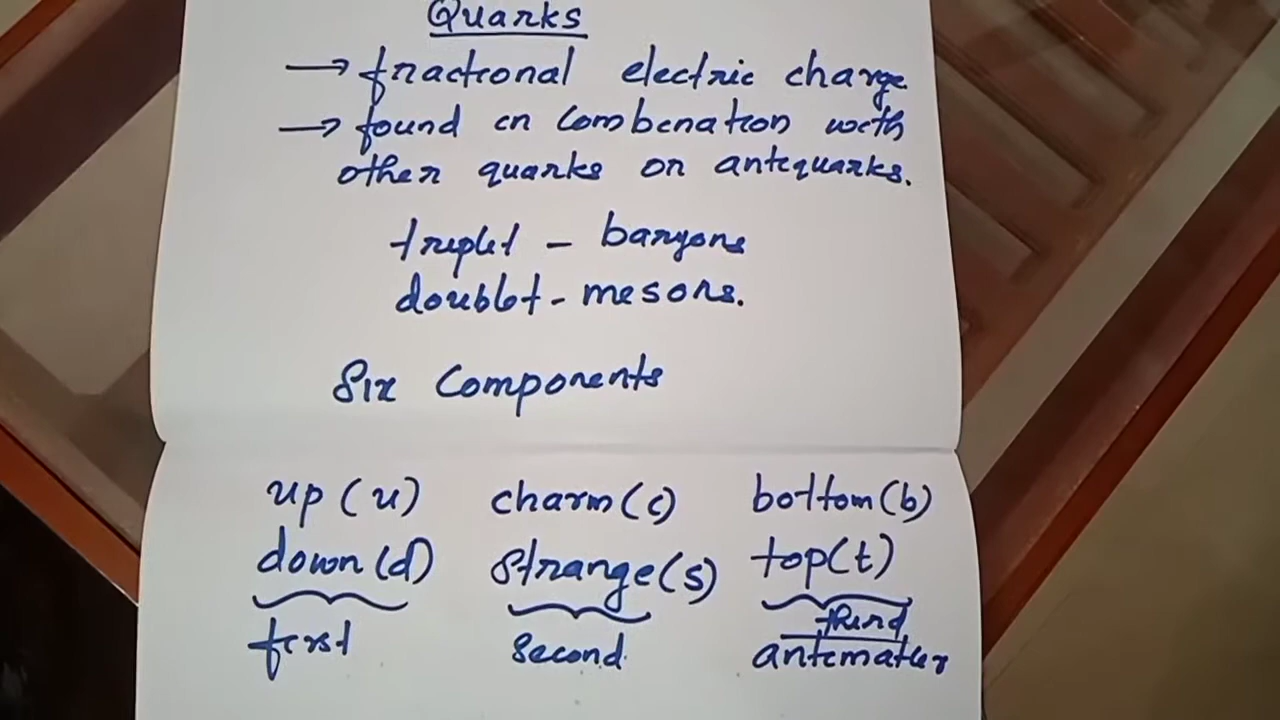 Quarks
→ fractional electric charge
→ found in combination with
other quarks or antiquarks.
triplet - baryons
doublet - mesons.
Six Components
up (u) charm (c) bottom (b)
down (d) strange (s) top (t)
first second third
antimatter